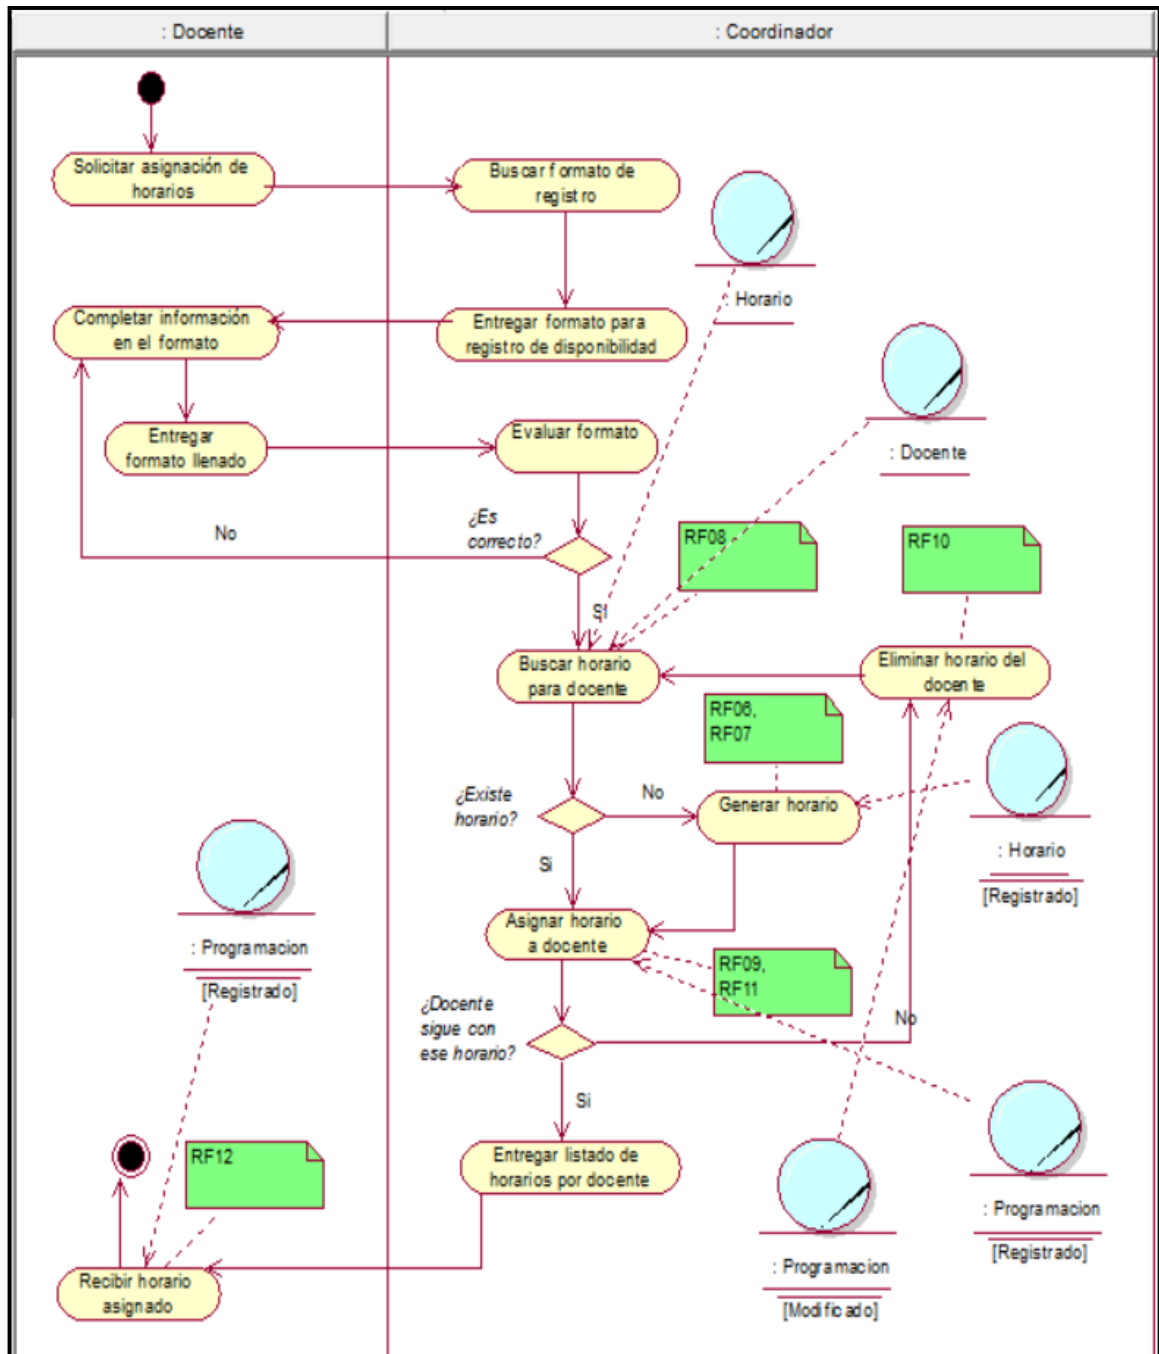 : Docente
: Coordinador
Solicitar asignación de
horarios
Buscar formato de
registro
: Horario
Completar información
en el formato
Entregar formato para
registro de disponibilidad
: Docente
Entregar
formato llenado
Evaluar formato
¿Es
correcto?
No
RF08
RF10
Si
Buscar horario
para docente
Eliminar horario del
docente
RF06,
RF07
¿Existe
horario?
No
Generar horario
: Horario
[Registrado]
Si
Asignar horario
a docente
: Programacion
[Registrado]
RF09,
RF11
¿Docente
sigue con
ese horario?
No
Si
RF12
Entregar listado de
horarios por docente
: Programacion
[Registrado]
: Programacion
[Modificado]
Recibir horario
asignado